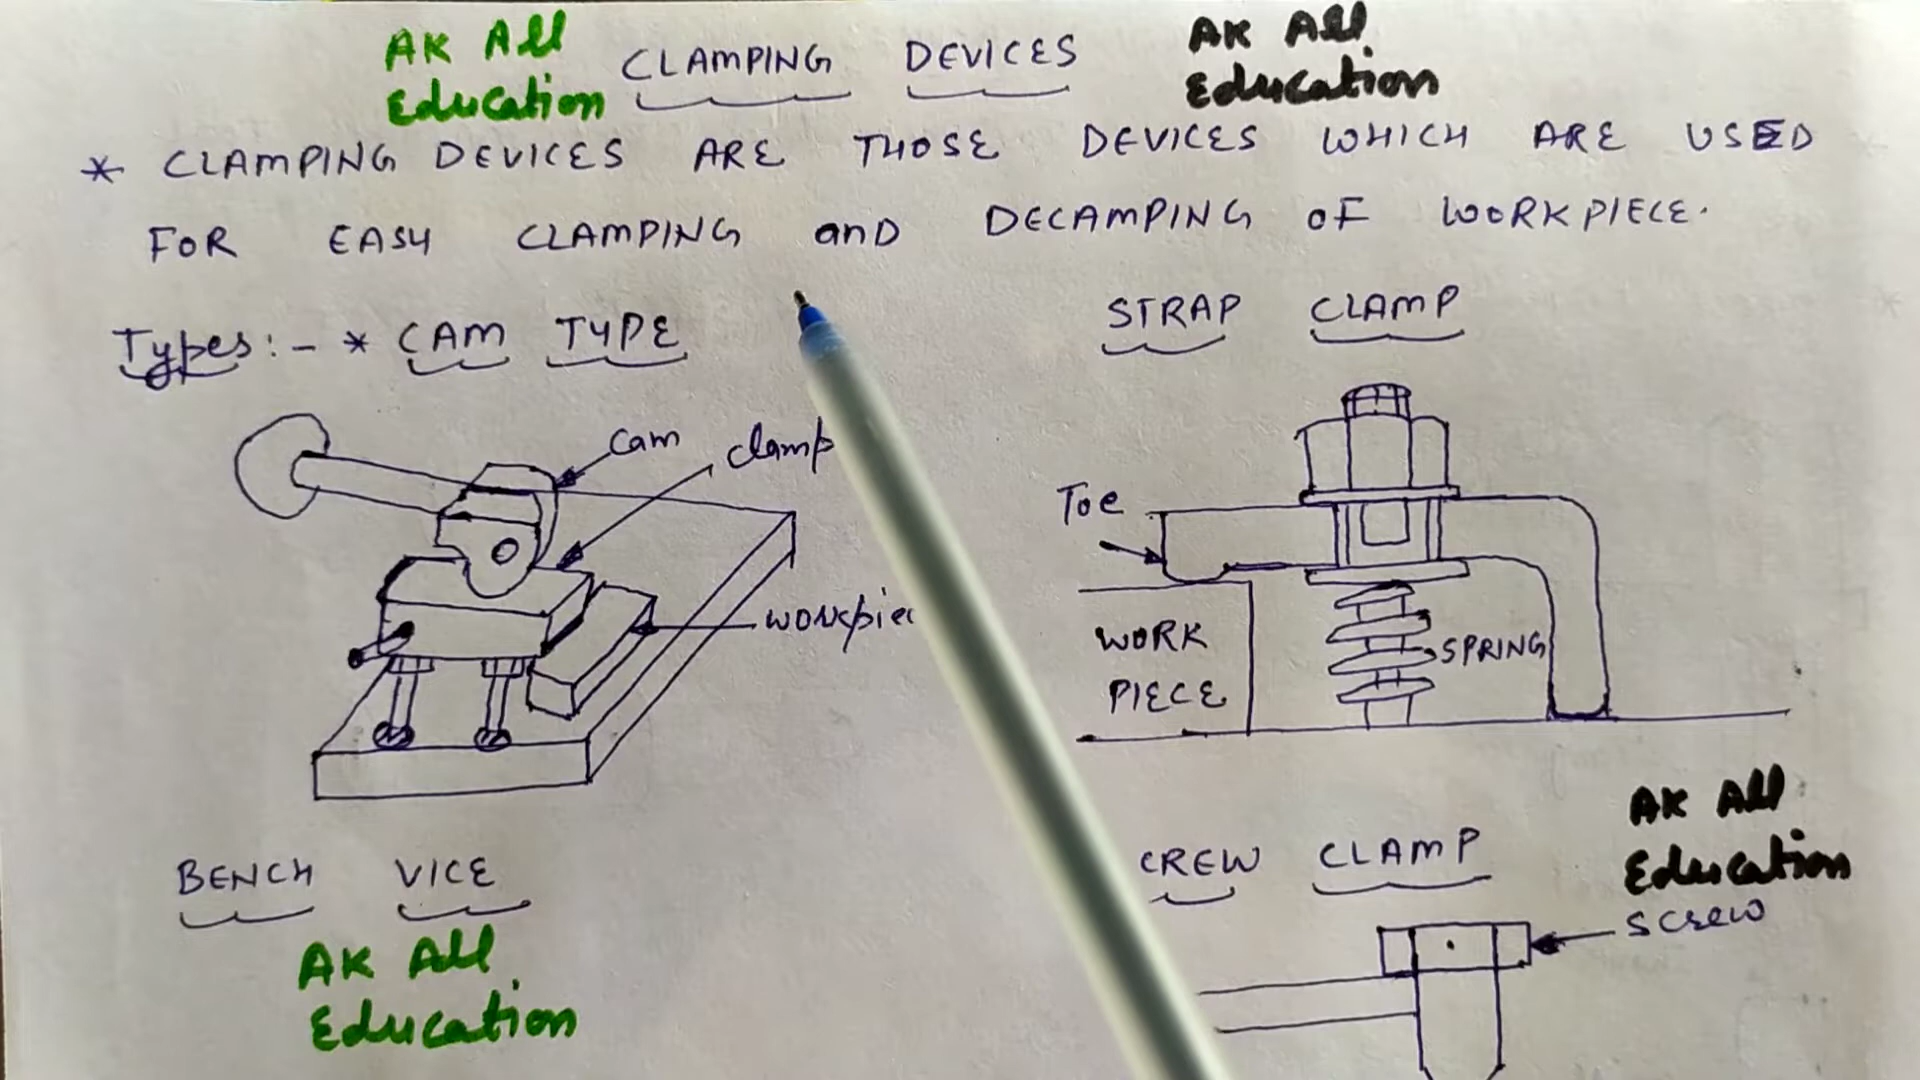 AK All
Education
CLAMPING DEVICES
AK All
Education
* CLAMPING DEVICES ARE THOSE DEVICES WHICH ARE USED
FOR EASY CLAMPING and DECAMPING OF WORKPIECE.
Types:- * CAM TYPE
cam
clamp
workpiec
STRAP CLAMP
Toe
WORK
PIECE
SPRING
BENCH VICE
AK All
Education
CREW CLAMP
AK All
Education
screw